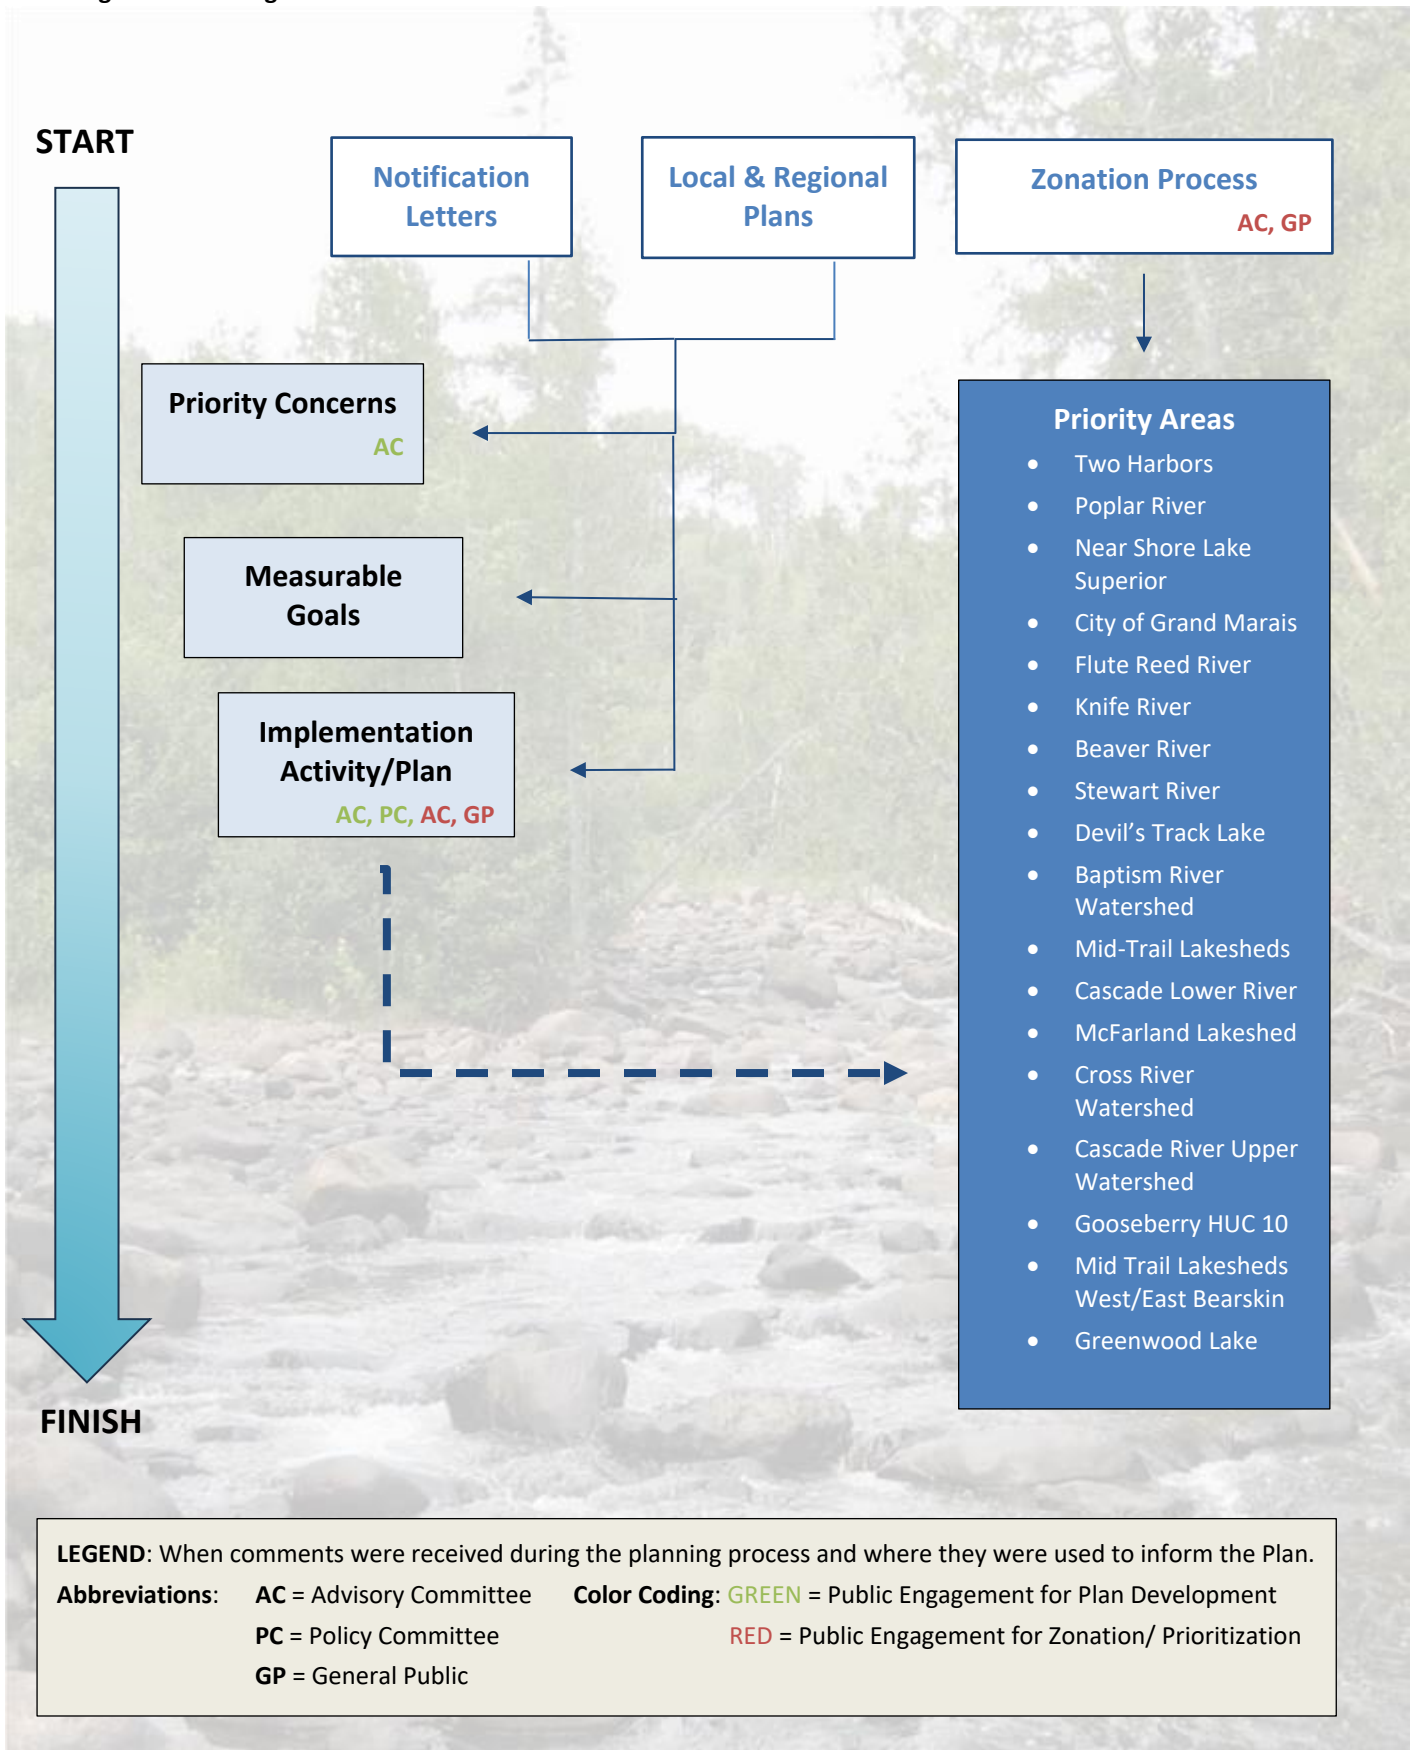 START
Notification
Letters
Local & Regional
Plans
Zonation Process
AC, GP
Priority Concerns
AC
Measurable
Goals
Implementation
Activity/Plan
AC, PC, AC, GP
Priority Areas
• Two Harbors
• Poplar River
• Near Shore Lake
Superior
• City of Grand Marais
• Flute Reed River
• Knife River
• Beaver River
• Stewart River
• Devil’s Track Lake
• Baptism River
Watershed
• Mid-Trail Lakesheds
• Cascade Lower River
• McFarland Lakeshed
• Cross River
Watershed
• Cascade River Upper
Watershed
• Gooseberry HUC 10
• Mid Trail Lakesheds
West/East Bearskin
• Greenwood Lake
FINISH
LEGEND: When comments were received during the planning process and where they were used to inform the Plan.
Abbreviations: AC = Advisory Committee Color Coding: GREEN = Public Engagement for Plan Development
PC = Policy Committee RED = Public Engagement for Zonation/ Prioritization
GP = General Public